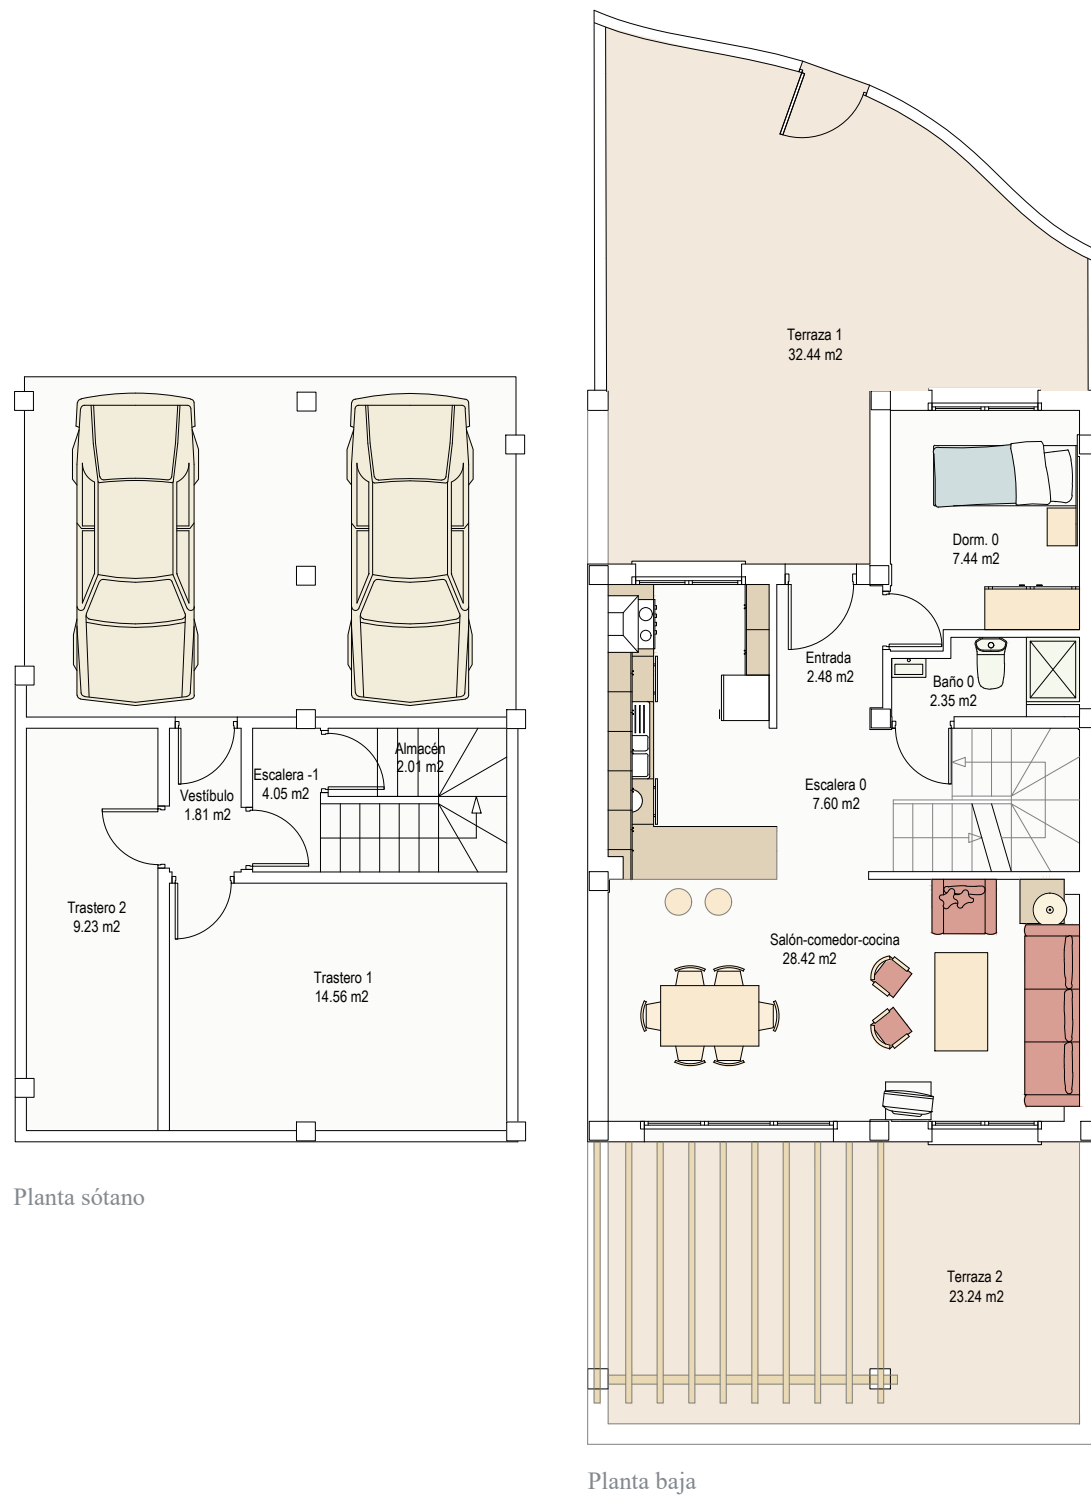 Almacén
2.01 m2
Escalera -1
4.05 m2
Vestíbulo
1.81 m2
Trastero 2
9.23 m2
Trastero 1
14.56 m2
Planta sótano
Terraza 1
32.44 m2
Dorm. 0
7.44 m2
Entrada
2.48 m2
Baño 0
2.35 m2
Escalera 0
7.60 m2
Salón-comedor-cocina
28.42 m2
Terraza 2
23.24 m2
Planta baja